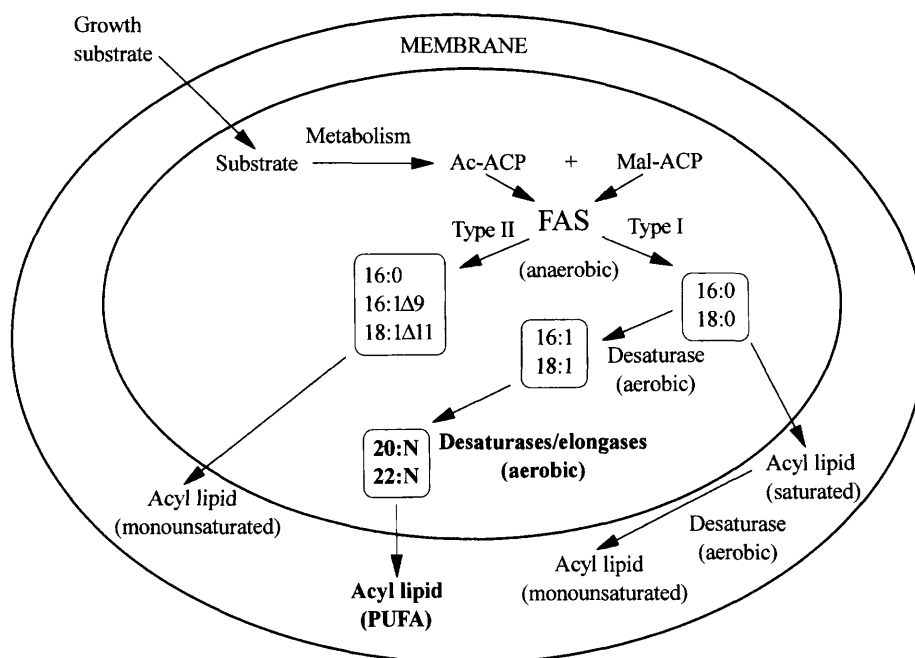 Growth
substrate
MEMBRANE
Metabolism
Substrate
Ac-ACP + Mal-ACP
FAS
Type II
Type I
(anaerobic)
16:0
16:1Δ9
18:1Δ11
16:0
18:0
16:1
18:1
Desaturase
(aerobic)
20:N
22:N
Desaturases/elongases
(aerobic)
Acyl lipid
(monounsaturated)
Acyl lipid
(saturated)
Desaturase
(aerobic)
Acyl lipid
(monounsaturated)
Acyl lipid
(PUFA)